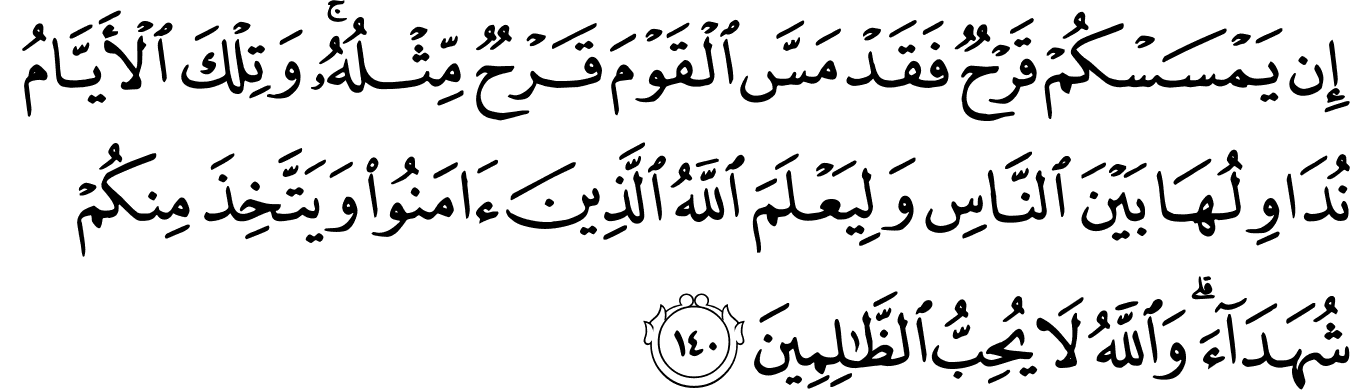 إِن يَمْسَسْكُمْ قَرْحٌ فَقَدْ مَسَّ ٱلْقَوْمَ قَرْحٌ مِّثْلُهُۥ ۚ وَتِلْكَ ٱلْأَيَّامُ
نُدَاوِلُهَا بَيْنَ ٱلنَّاسِ وَلِيَعْلَمَ ٱللَّهُ ٱلَّذِينَ ءَامَنُوا۟ وَيَتَّخِذَ مِنكُمْ
شُهَدَآءَ ۗ وَٱللَّهُ لَا يُحِبُّ ٱلظَّـٰلِمِينَ ١٤٠